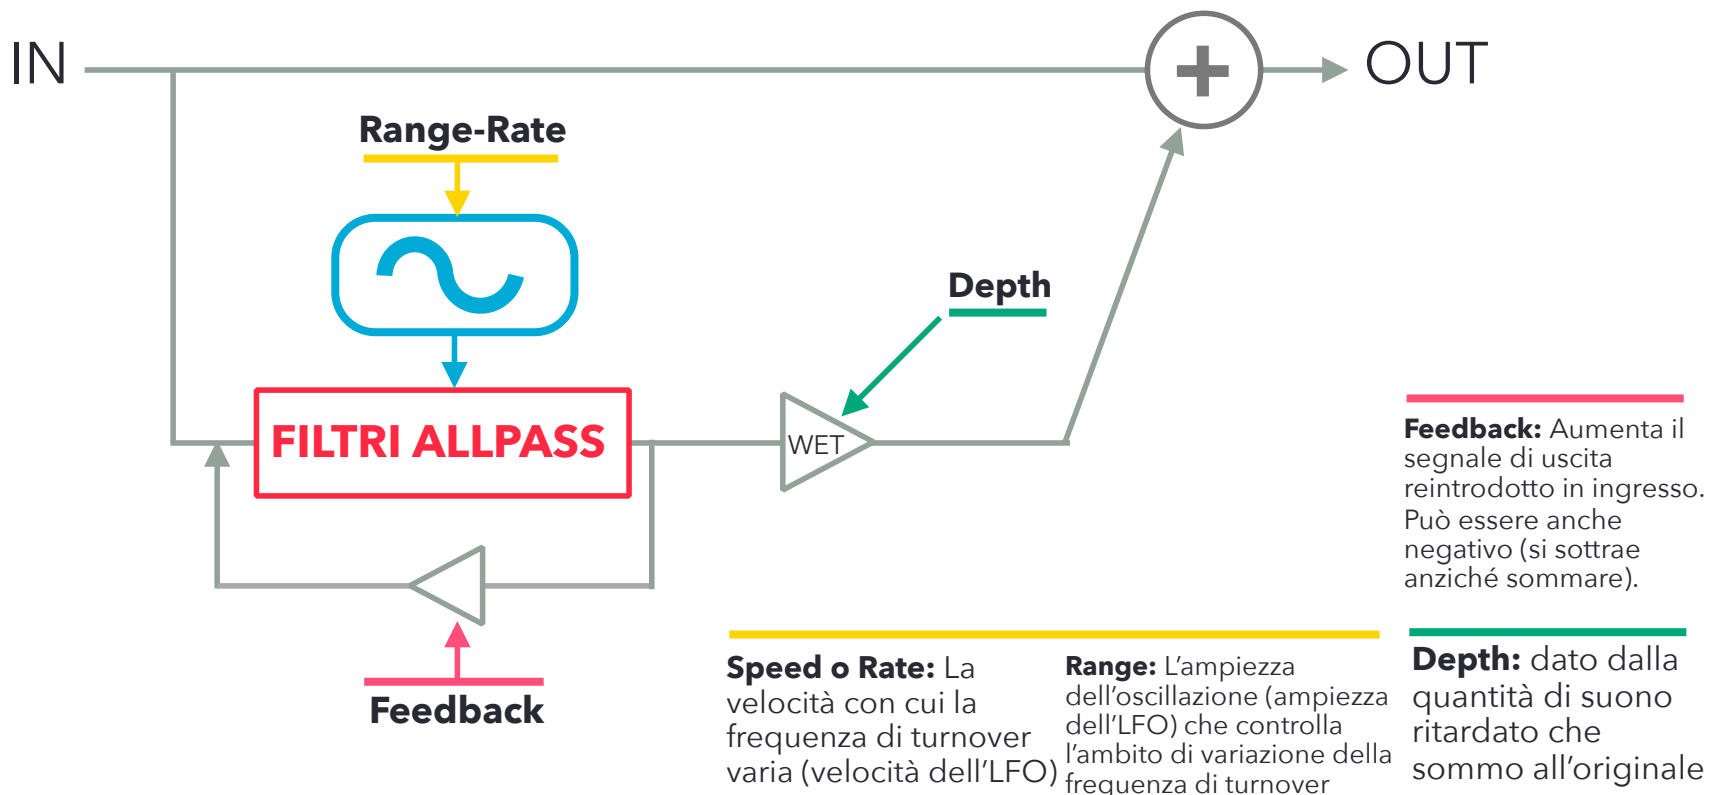 IN
OUT
Range-Rate
Depth
FILTRI ALLPASS
WET
Feedback
Feedback: Aumenta il
segnale di uscita
reintrodotto in ingresso.
Può essere anche
negativo (si sottrae
anziché sommare).
Speed o Rate: La
velocità con cui la
frequenza di turnover
varia (velocità dell'LFO)
Range: L'ampiezza
dell'oscillazione (ampiezza
dell'LFO) che controlla
l'ambito di variazione della
frequenza di turnover
Depth: dato dalla
quantità di suono
ritardato che
sommo all'originale